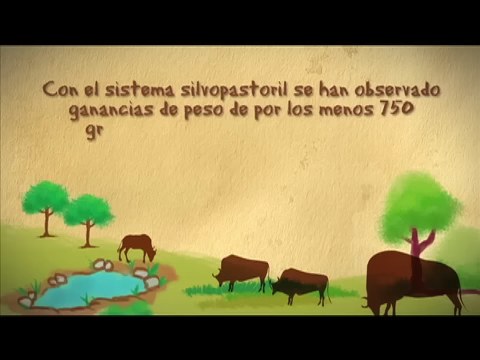 Con el sistema silvopastoril se han observado
ganancias de peso de por los menos 750
gr